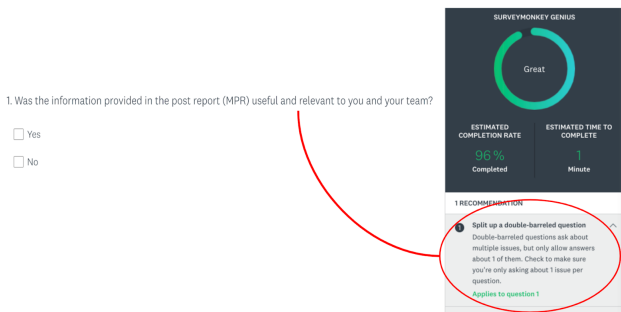 SURVEYMONKEY GENIUS
Great
1. Was the information provided in the post report (MPR) useful and relevant to you and your team?
Yes
No
ESTIMATED
COMPLETION RATE
96%
Completed
ESTIMATED TIME TO
COMPLETE
1
Minute
1 RECOMMENDATION
1 Split up a double-barreled question
Double-barreled questions ask about
multiple issues, but only allow answers
about 1 of them. Check to make sure
you're only asking about 1 issue per
question.
Applies to question 1